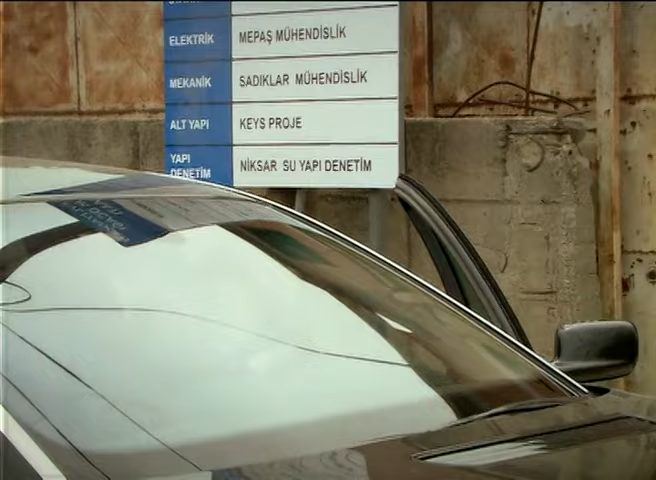 ELEKTRİK MEPAŞ MÜHENDİSLİK
MEKANİK SADIKLAR MÜHENDİSLİK
ALT YAPI KEYS PROJE
YAPI
DENETİM NİKSAR SU YAPI DENETİM